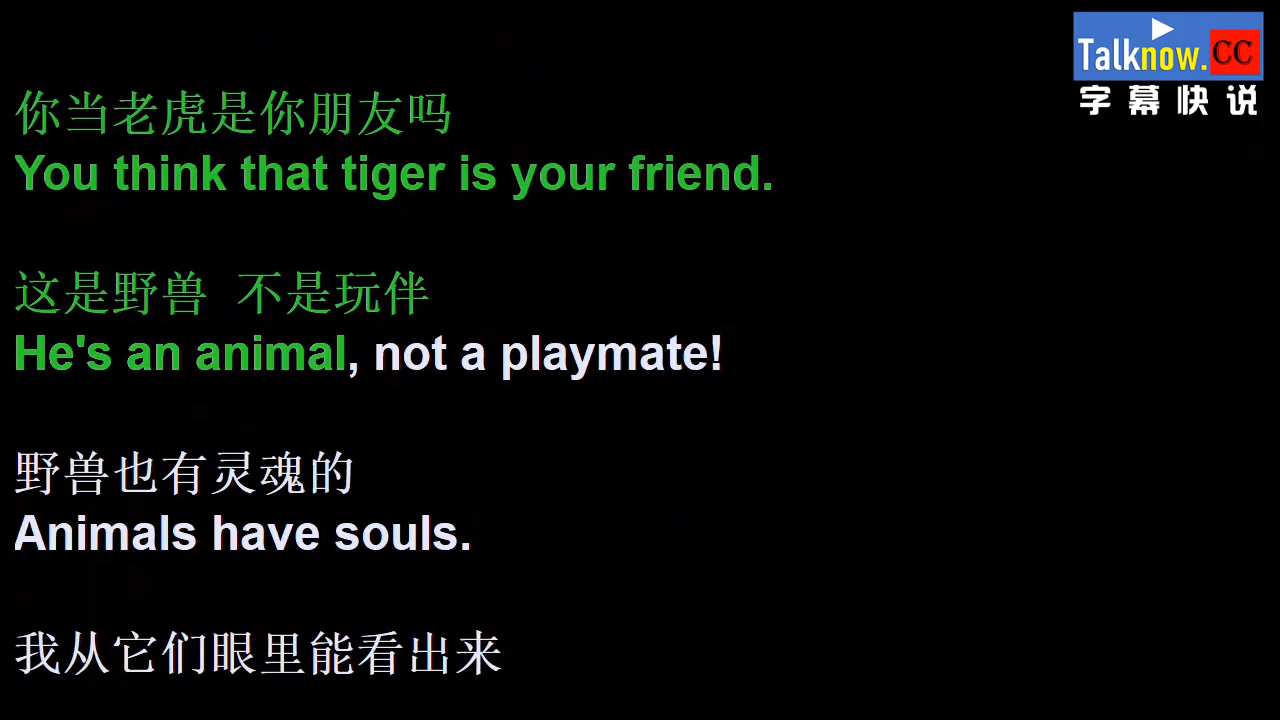 Talknow.CC
字幕快说
你当老虎是你朋友吗
You think that tiger is your friend.
这是野兽 不是玩伴
He's an animal, not a playmate!
野兽也有灵魂的
Animals have souls.
我从它们眼里能看出来